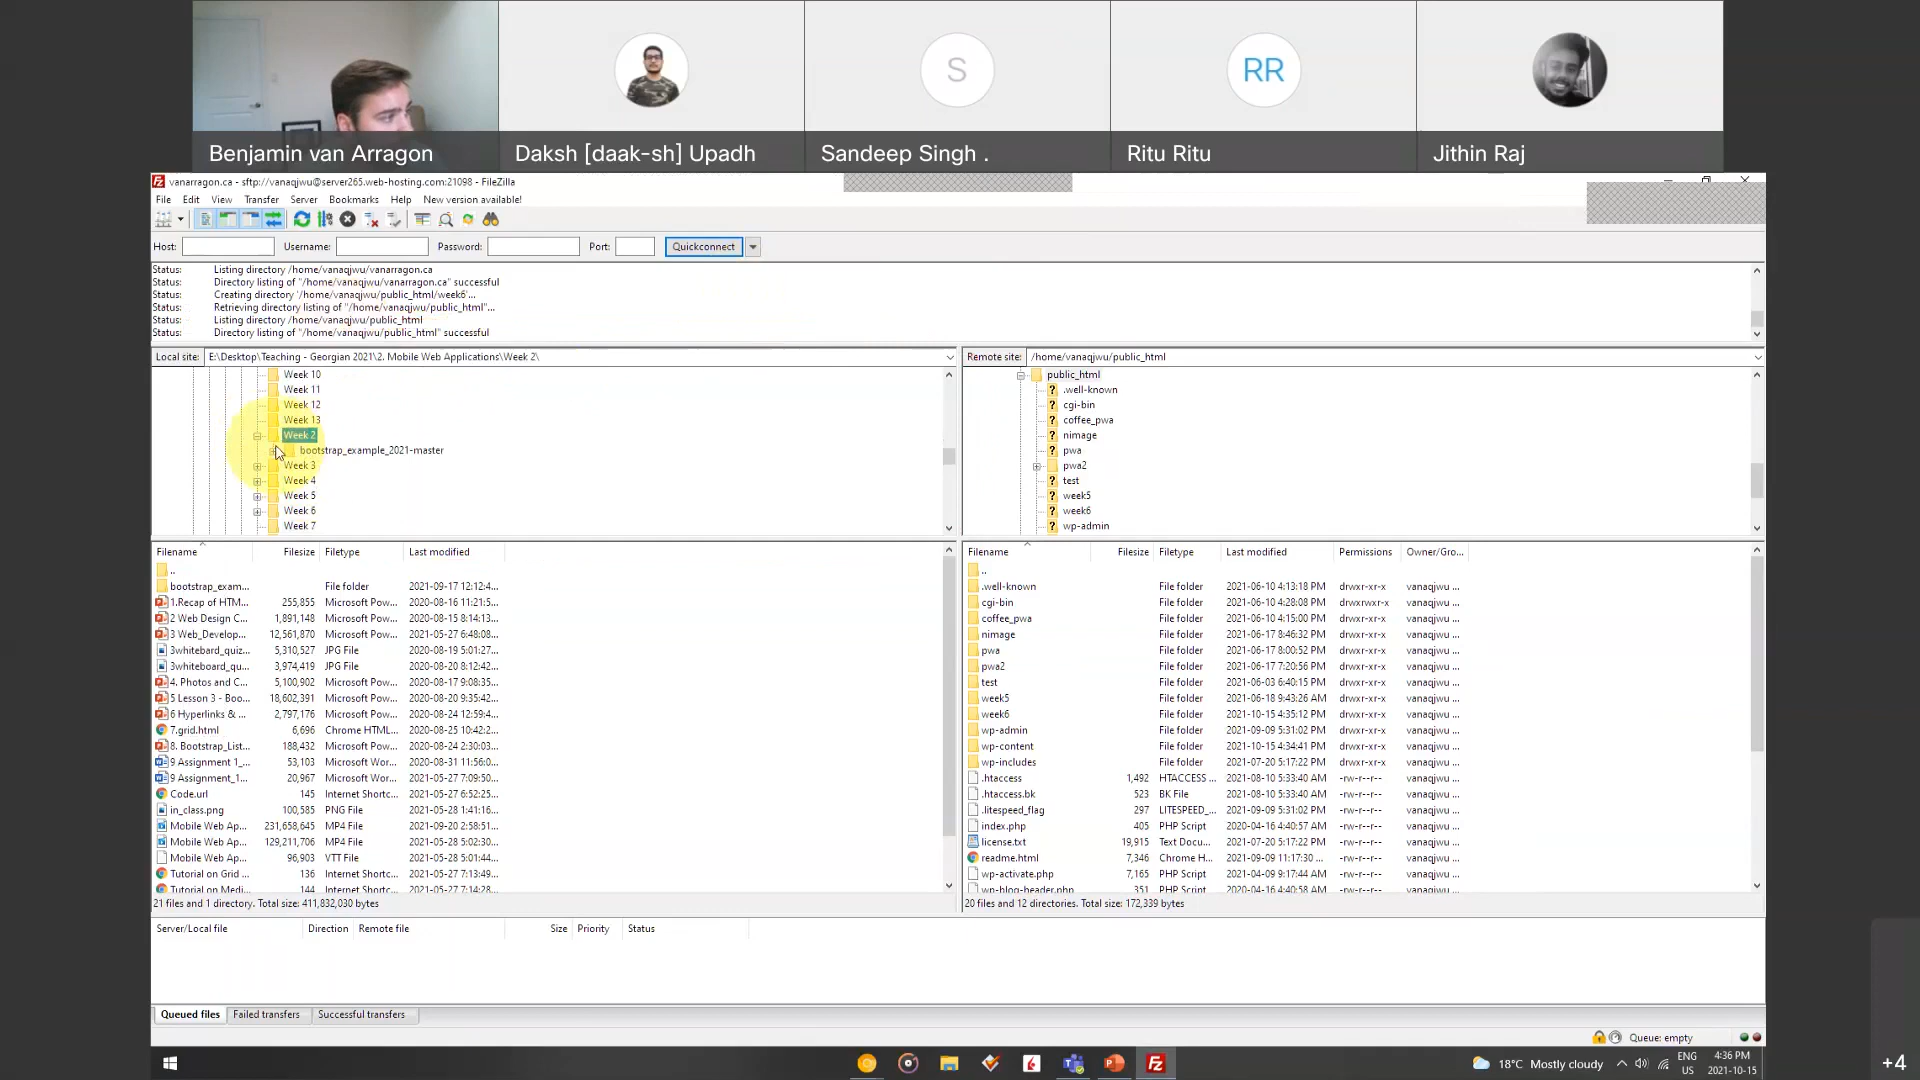 S
RR
Benjamin van Arragon
Daksh [daak-sh] Upadh
Sandeep Singh .
Ritu Ritu
Jithin Raj
vanarragon.ca - sftp://vanaqjwu@server265.web-hosting.com:21098 - FileZilla
File Edit View Transfer Server Bookmarks Help New version available!
Host: Username: Password: Port: Quickconnect
Status: Listing directory /home/vanaqjwu/vanarragon.ca
Status: Directory listing of "/home/vanaqjwu/vanarragon.ca" successful
Status: Creating directory '/home/vanaqjwu/public_html/week6'...
Status: Retrieving directory listing of "/home/vanaqjwu/public_html"...
Status: Listing directory /home/vanaqjwu/public_html
Status: Directory listing of "/home/vanaqjwu/public_html" successful
Local site: E:\Desktop\Teaching - Georgian 2021\2. Mobile Web Applications\Week 2\
Week 10
Week 11
Week 12
Week 13
Week 2
bootstrap_example_2021-master
Week 3
Week 4
Week 5
Week 6
Week 7
Remote site: /home/vanaqjwu/public_html
public_html
? .well-known
? cgi-bin
? coffee_pwa
? nimage
? pwa
pwa2
? test
? week5
? week6
? wp-admin
Filename Filesize Filetype Last modified
..
bootstrap_exam... File folder 2021-09-17 12:12:4...
1.Recap of HTM... 255,855 Microsoft Pow... 2020-08-16 11:21:5...
2 Web Design C... 1,891,148 Microsoft Pow... 2020-08-15 8:14:13...
3 Web_Develop... 12,561,870 Microsoft Pow... 2021-05-27 6:48:08...
3whitebard_quiz... 5,310,527 JPG File 2020-08-19 5:01:27...
3whiteboard_qu... 3,974,419 JPG File 2020-08-20 8:12:42...
4. Photos and C... 5,100,902 Microsoft Pow... 2020-08-17 9:08:35...
5 Lesson 3 - Boo... 18,602,391 Microsoft Pow... 2020-08-20 9:35:42...
6 Hyperlinks & ... 2,797,176 Microsoft Pow... 2020-08-24 12:59:4...
7.grid.html 6,696 Chrome HTML... 2020-08-25 10:42:2...
8. Bootstrap_List... 188,432 Microsoft Pow... 2020-08-24 2:30:03...
9 Assignment 1_... 53,103 Microsoft Wor... 2020-08-31 11:56:0...
9 Assignment_1... 20,967 Microsoft Wor... 2021-05-27 7:09:50...
Code.url 145 Internet Shortc... 2021-05-27 6:52:25...
in_class.png 100,585 PNG File 2021-05-28 1:41:16...
Mobile Web Ap... 231,658,645 MP4 File 2021-09-20 2:58:51...
Mobile Web Ap... 129,211,706 MP4 File 2021-05-28 5:02:30...
Mobile Web Ap... 96,903 VTT File 2021-05-28 5:01:44...
Tutorial on Grid ... 136 Internet Shortc... 2021-05-27 7:13:49...
Tutorial on Medi... 144 Internet Shortc... 2021-05-27 7:14:28...
21 files and 1 directory. Total size: 411,832,030 bytes
Filename Filesize Filetype Last modified Permissions Owner/Gro...
..
.well-known File folder 2021-06-10 4:13:18 PM drwxr-xr-x vanaqjwu ...
cgi-bin File folder 2021-06-10 4:28:08 PM drwxrwxr-x vanaqjwu ...
coffee_pwa File folder 2021-06-10 4:15:00 PM drwxr-xr-x vanaqjwu ...
nimage File folder 2021-06-17 8:46:32 PM drwxr-xr-x vanaqjwu ...
pwa File folder 2021-06-17 8:00:52 PM drwxr-xr-x vanaqjwu ...
pwa2 File folder 2021-06-17 7:20:56 PM drwxr-xr-x vanaqjwu ...
test File folder 2021-06-03 6:40:15 PM drwxr-xr-x vanaqjwu ...
week5 File folder 2021-06-18 9:43:26 AM drwxr-xr-x vanaqjwu ...
week6 File folder 2021-10-15 4:35:12 PM drwxr-xr-x vanaqjwu ...
wp-admin File folder 2021-09-09 5:31:02 PM drwxr-xr-x vanaqjwu ...
wp-content File folder 2021-10-15 4:34:41 PM drwxr-xr-x vanaqjwu ...
wp-includes File folder 2021-07-20 5:17:22 PM drwxr-xr-x vanaqjwu ...
.htaccess 1,492 HTACCESS ... 2021-08-10 5:33:40 AM -rw-r--r-- vanaqjwu ...
.htaccess.bk 523 BK File 2021-08-10 5:33:40 AM -rw-r--r-- vanaqjwu ...
.litespeed_flag 297 LITESPEED_... 2021-09-09 5:31:02 PM -rw-r--r-- vanaqjwu ...
index.php 405 PHP Script 2020-04-16 4:40:57 AM -rw-r--r-- vanaqjwu ...
license.txt 19,915 Text Docu... 2021-07-20 5:17:22 PM -rw-r--r-- vanaqjwu ...
readme.html 7,346 Chrome H... 2021-09-09 11:17:30 ... -rw-r--r-- vanaqjwu ...
wp-activate.php 7,165 PHP Script 2021-04-09 9:17:44 AM -rw-r--r-- vanaqjwu ...
wp-blog-header.php 351 PHP Script 2020-04-16 4:40:58 AM -rw-r--r-- vanaqjwu ...
20 files and 12 directories. Total size: 172,339 bytes
Server/Local file Direction Remote file Size Priority Status
Queued files Failed transfers Successful transfers
Queue: empty
18°C Mostly cloudy
ENG
US
4:36 PM
2021-10-15
+4